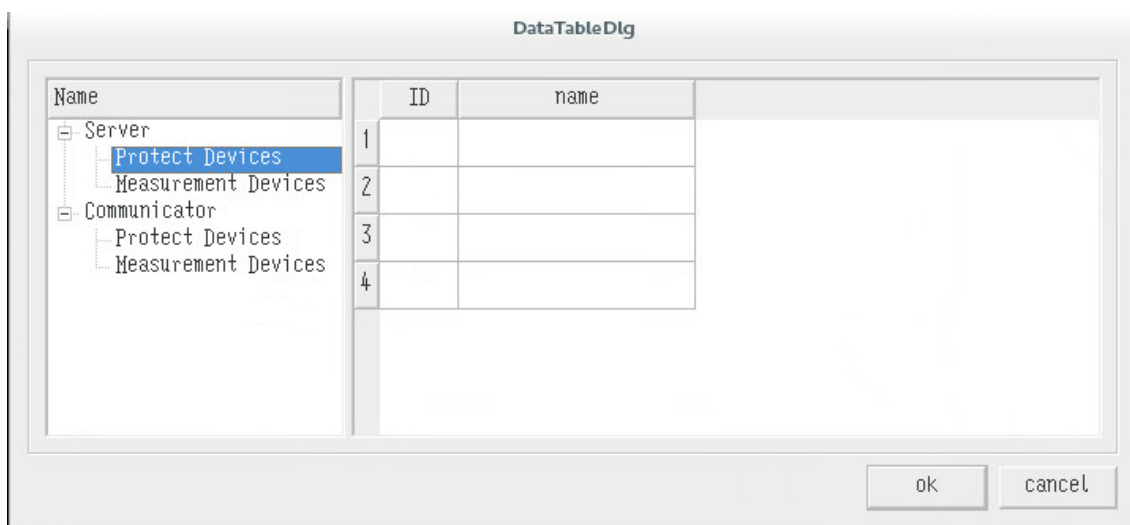 DataTableDlg
Name
Server
Protect Devices
Measurement Devices
Communicator
Protect Devices
Measurement Devices
ID name
1
2
3
4
ok cancel